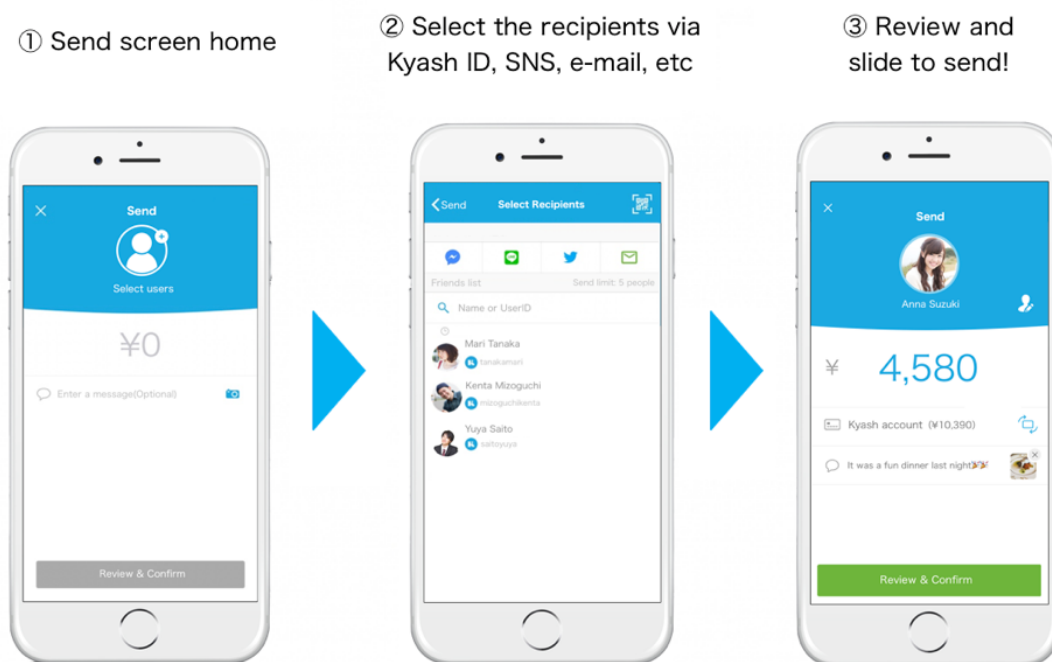 ① Send screen home
② Select the recipients via
Kyash ID, SNS, e-mail, etc
③ Review and
slide to send!
Send
Select users
¥0
Enter a message(Optional)
Review & Confirm
Send
Select Recipients
Friends list
Send limit: 5 people
Name or UserID
Mari Tanaka
tanakamari
Kenta Mizoguchi
mizoguchikenta
Yuya Saito
saitoyuya
Send
Anna Suzuki
¥ 4,580
Kyash account (¥10,390)
It was a fun dinner last night🎉🎉
Review & Confirm